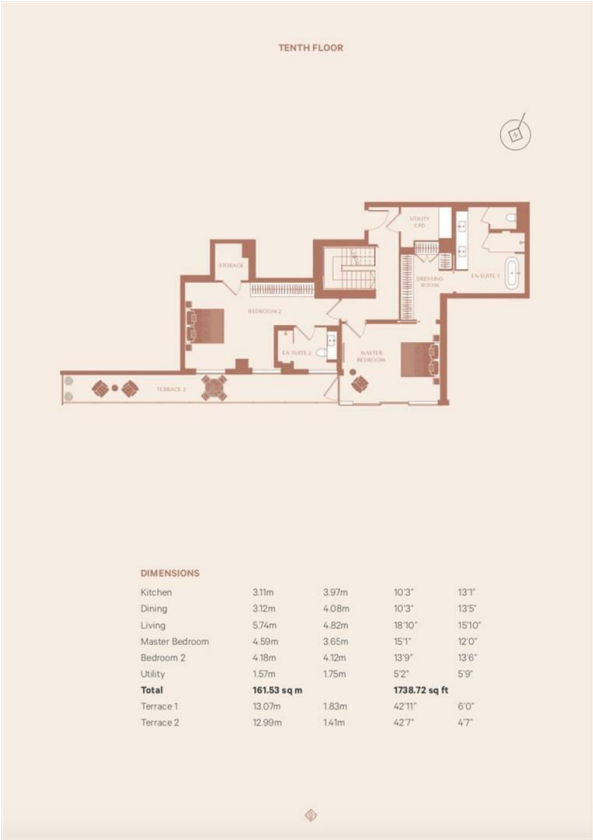 TENTH FLOOR
UTILITY
CPD
STORAGE
DRESSING
ROOM
EN SUITE 1
BEDROOM 2
EN SUITE 2
MASTER
BEDROOM
TERRACE 2
DIMENSIONS
Kitchen 3.11m 3.97m 10'3" 13'1"
Dining 3.12m 4.08m 10'3" 13'5"
Living 5.74m 4.82m 18'10" 15'10"
Master Bedroom 4.59m 3.65m 15'1" 12'0"
Bedroom 2 4.18m 4.12m 13'9" 13'6"
Utility 1.57m 1.75m 5'2" 5'9"
Total 161.53 sq m 1738.72 sq ft
Terrace 1 13.07m 1.83m 42'11" 6'0"
Terrace 2 12.99m 1.41m 42'7" 4'7"